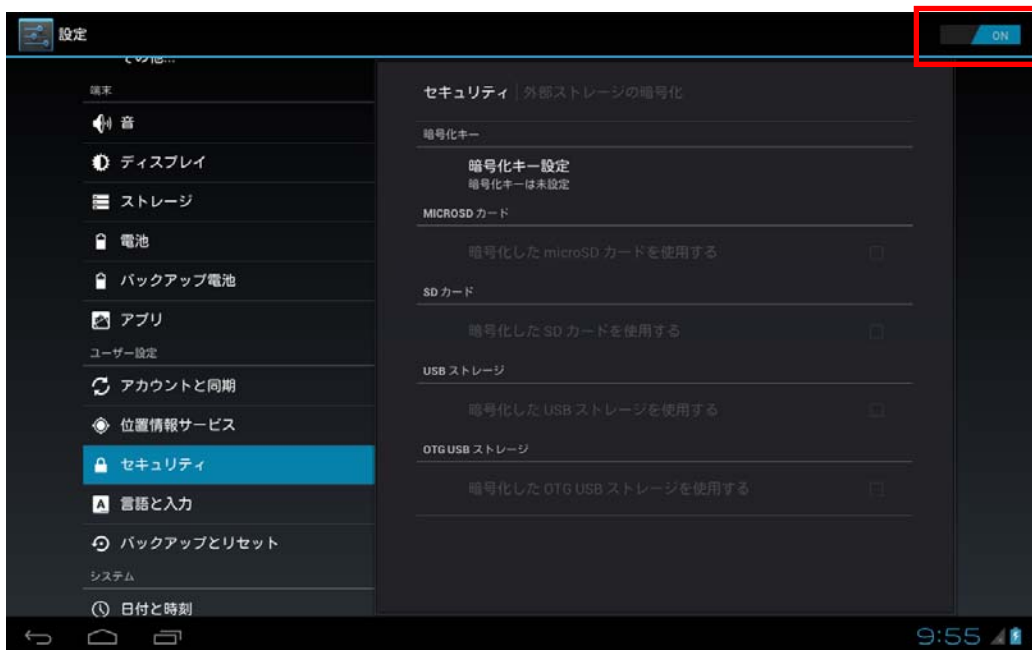 設定
ON
その他...
端末
音
ディスプレイ
ストレージ
電池
バックアップ電池
アプリ
ユーザー設定
アカウントと同期
位置情報サービス
セキュリティ
言語と入力
バックアップとリセット
システム
日付と時刻
セキュリティ 外部ストレージの暗号化
暗号化キー
暗号化キー設定
暗号化キーは未設定
MICROSD カード
暗号化した microSD カードを使用する
SD カード
暗号化した SD カードを使用する
USB ストレージ
暗号化した USB ストレージを使用する
OTG USB ストレージ
暗号化した OTG USB ストレージを使用する
9:55